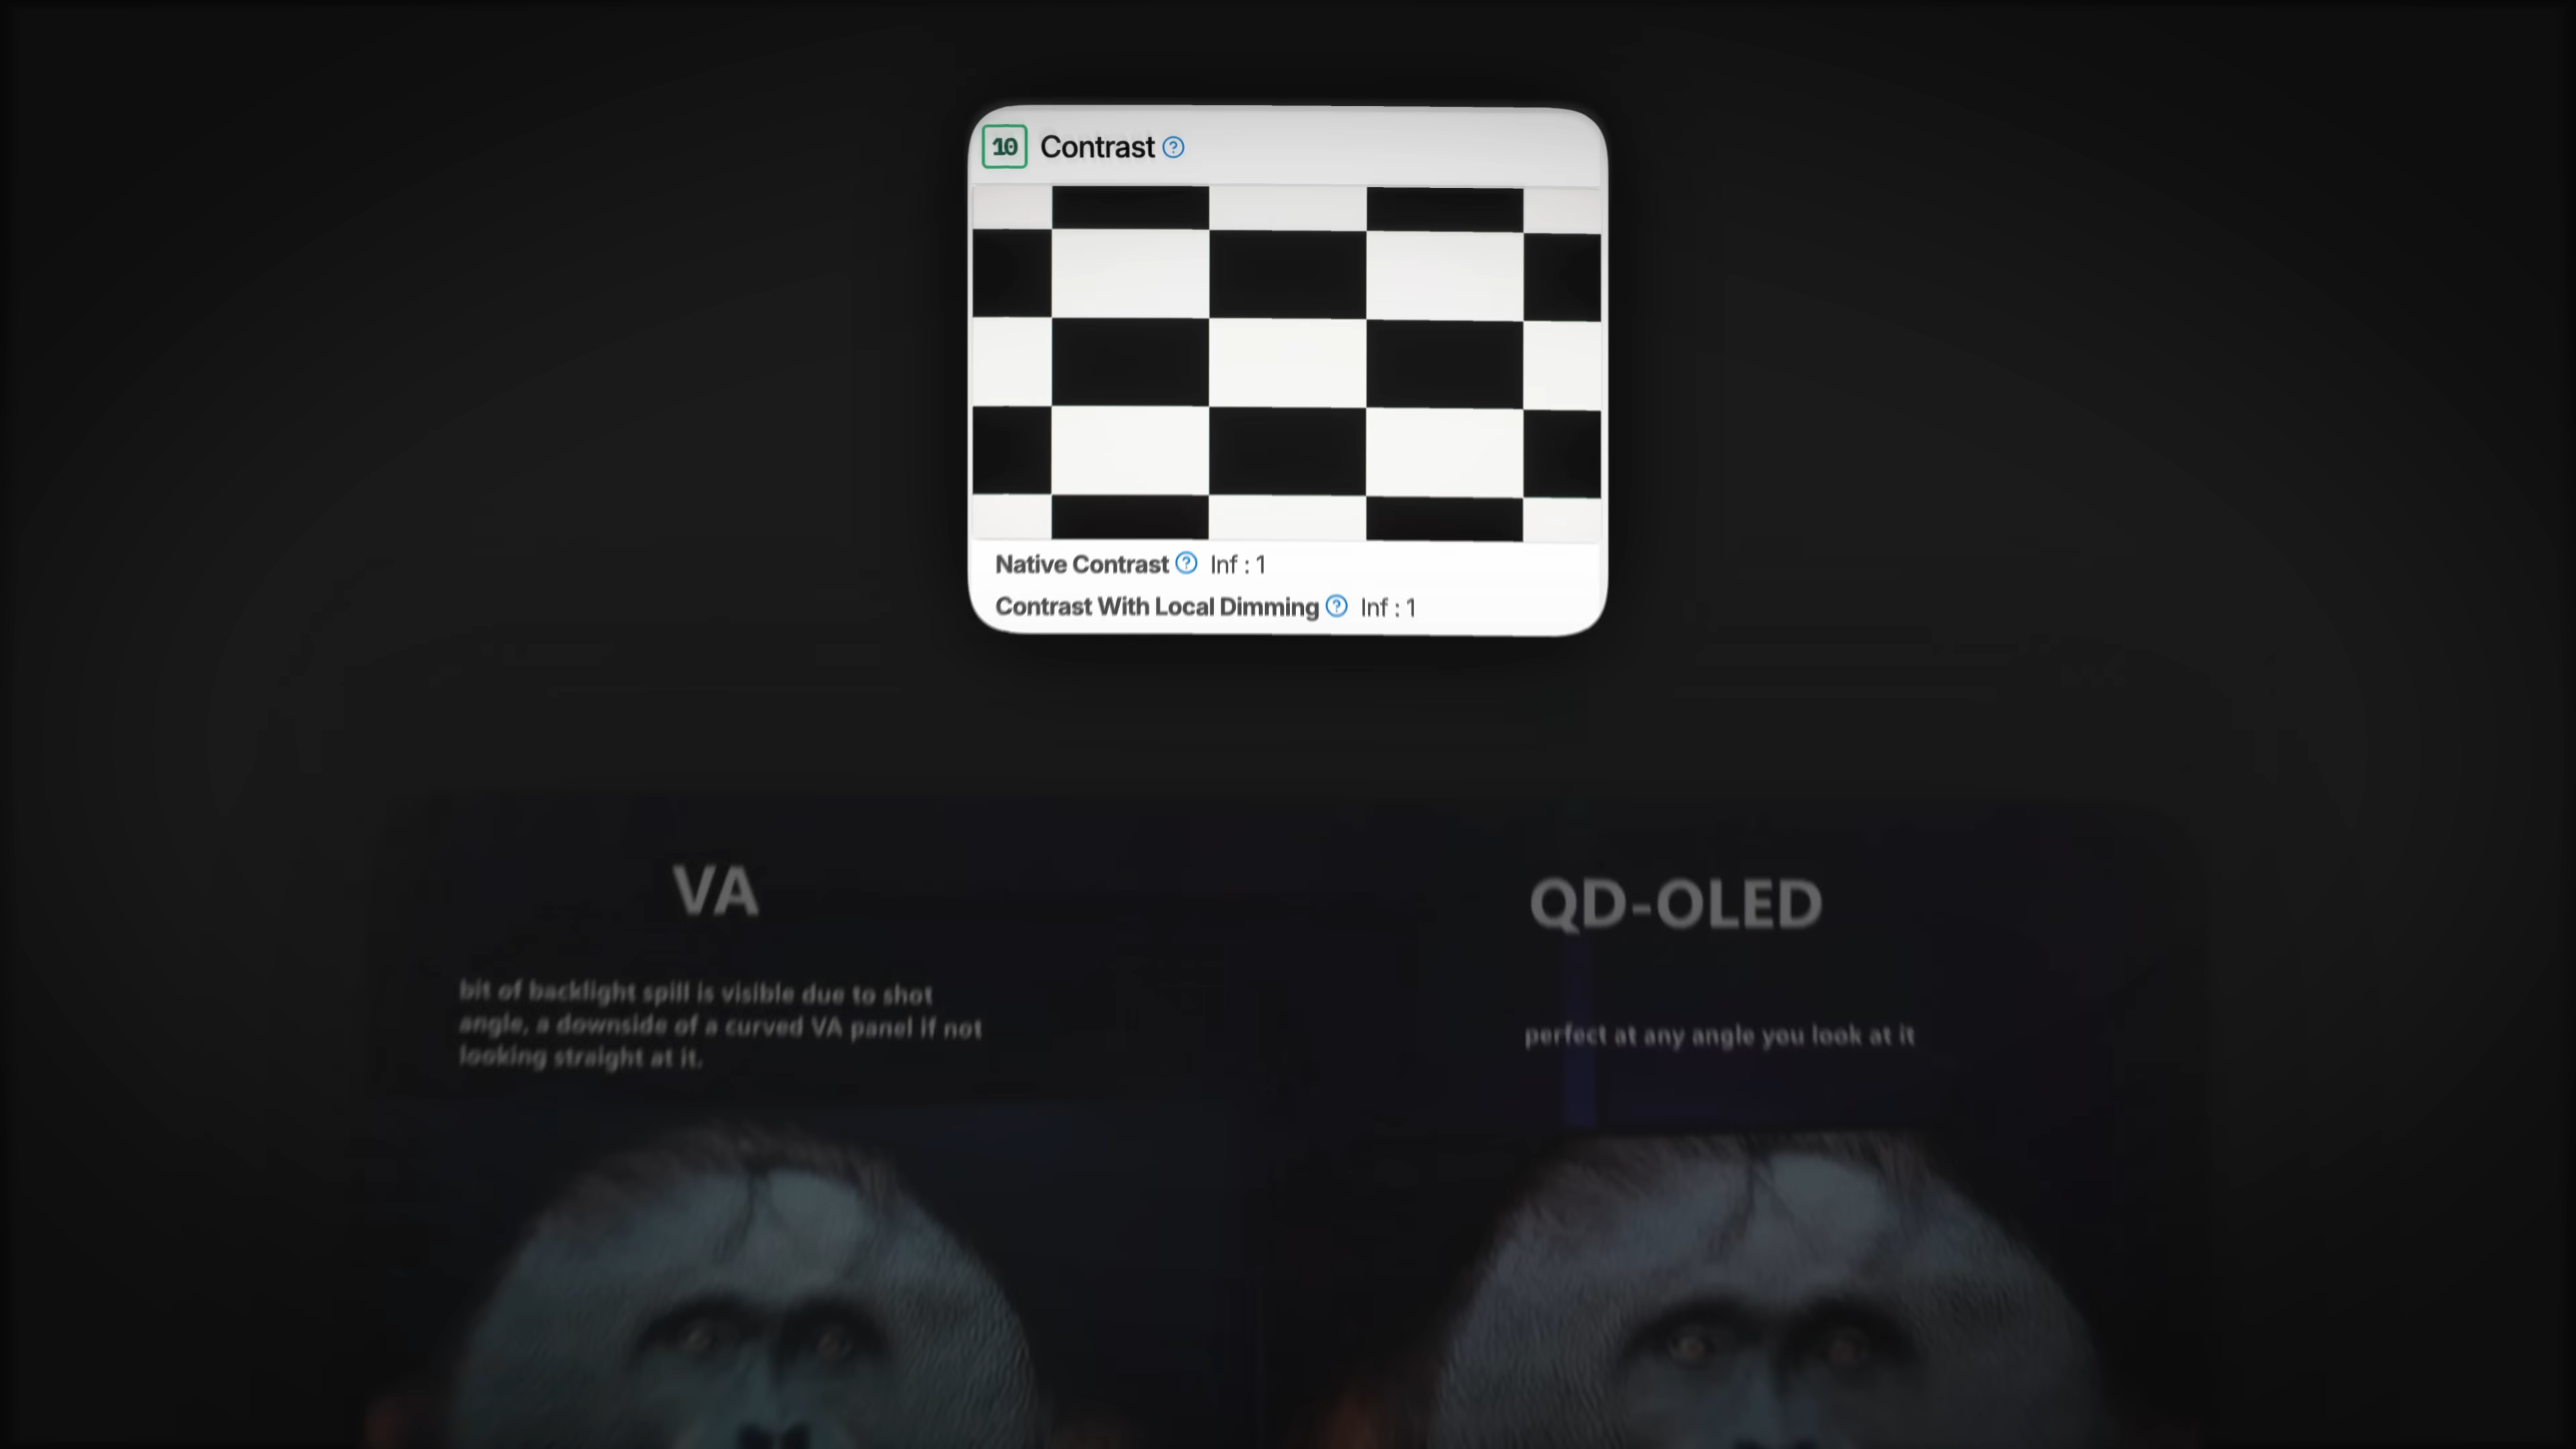 10 Contrast ?
Native Contrast ? Inf : 1
Contrast With Local Dimming ? Inf : 1
VA
QD-OLED
bit of backlight spill is visible due to shot
angle, a downside of a curved VA panel if not
looking straight at it.
perfect at any angle you look at it